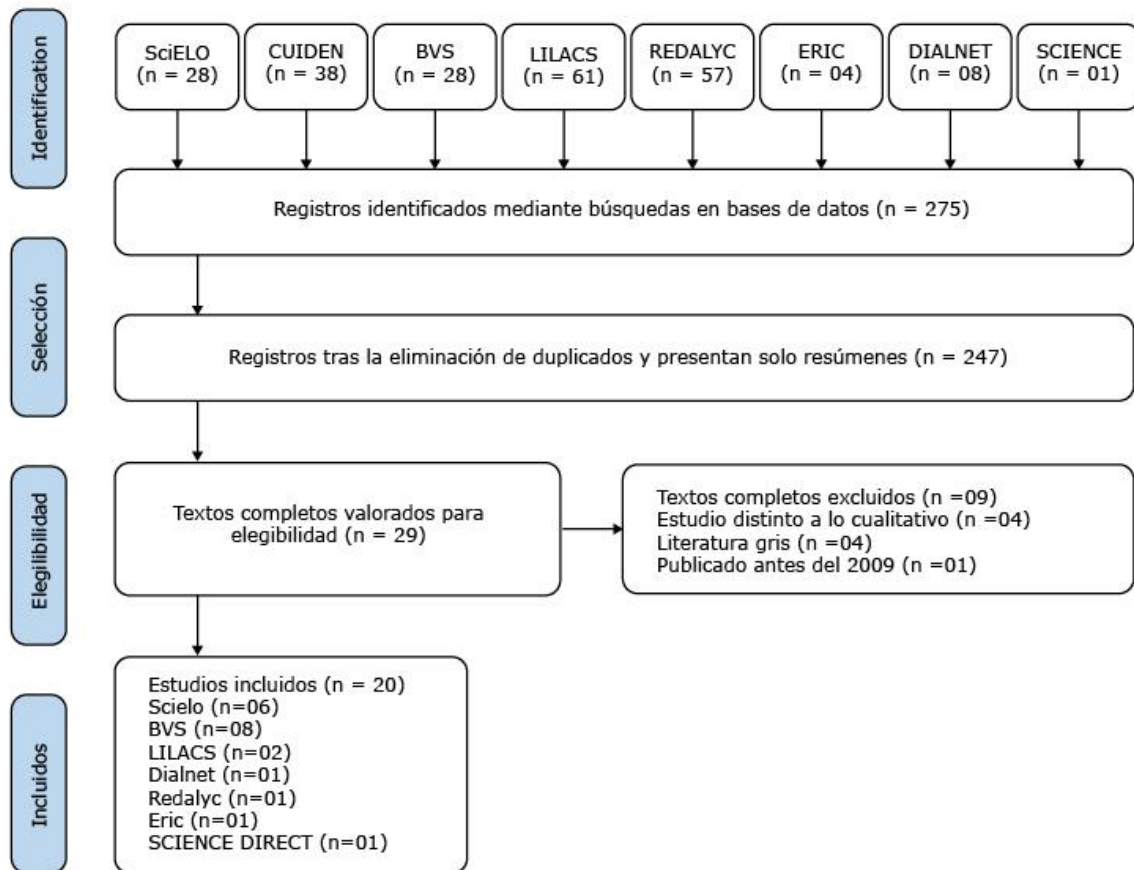 Identification
SciELO
(n = 28)
CUIDEN
(n = 38)
BVS
(n = 28)
LILACS
(n = 61)
REDALYC
(n = 57)
ERIC
(n = 04)
DIALNET
(n = 08)
SCIENCE
(n = 01)
Registros identificados mediante búsquedas en bases de datos (n = 275)
Selección
Registros tras la eliminación de duplicados y presentan solo resúmenes (n = 247)
Elegilibilidad
Textos completos valorados para
elegibilidad (n = 29)
Textos completos excluidos (n =09)
Estudio distinto a lo cualitativo (n =04)
Literatura gris (n =04)
Publicado antes del 2009 (n =01)
Incluidos
Estudios incluidos (n = 20)
Scielo (n=06)
BVS (n=08)
LILACS (n=02)
Dialnet (n=01)
Redalyc (n=01)
Eric (n=01)
SCIENCE DIRECT (n=01)